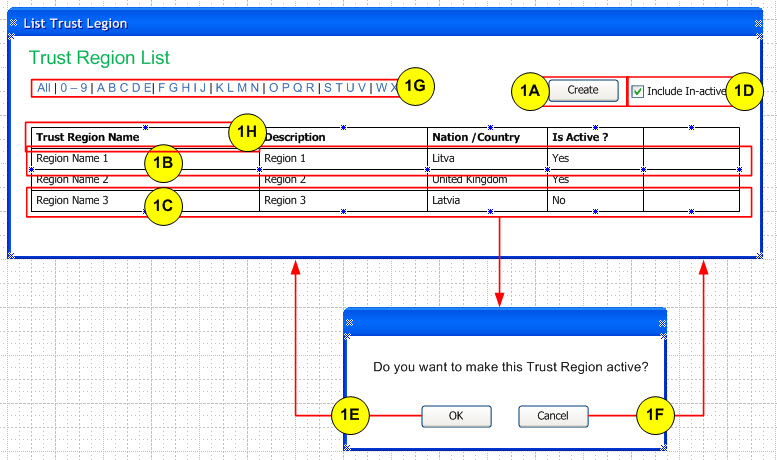 List Trust Legion
Trust Region List
All | 0 – 9 | A B C D E | F G H I J | K L M N | O P Q R | S T U V | W X
1G
1A
Create
Include In-active
1D
Trust Region Name
1H
Description
Nation /Country
Is Active ?
Region Name 1
1B
Region 1
Litva
Yes
Region Name 2
Region 2
United Kingdom
Yes
Region Name 3
1C
Region 3
Latvia
No
Do you want to make this Trust Region active?
1E
OK
Cancel
1F